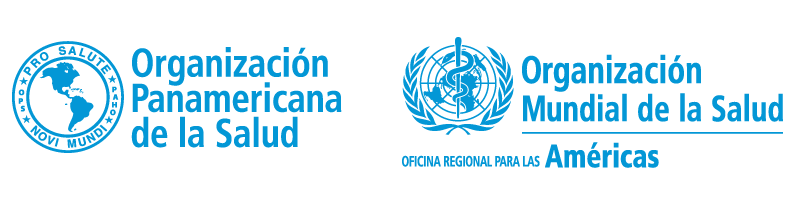 PRO SALUTE
OPS
PAHO
NOVI MUNDI
Organización
Panamericana
de la Salud
Organización
Mundial de la Salud
OFICINA REGIONAL PARA LAS Américas